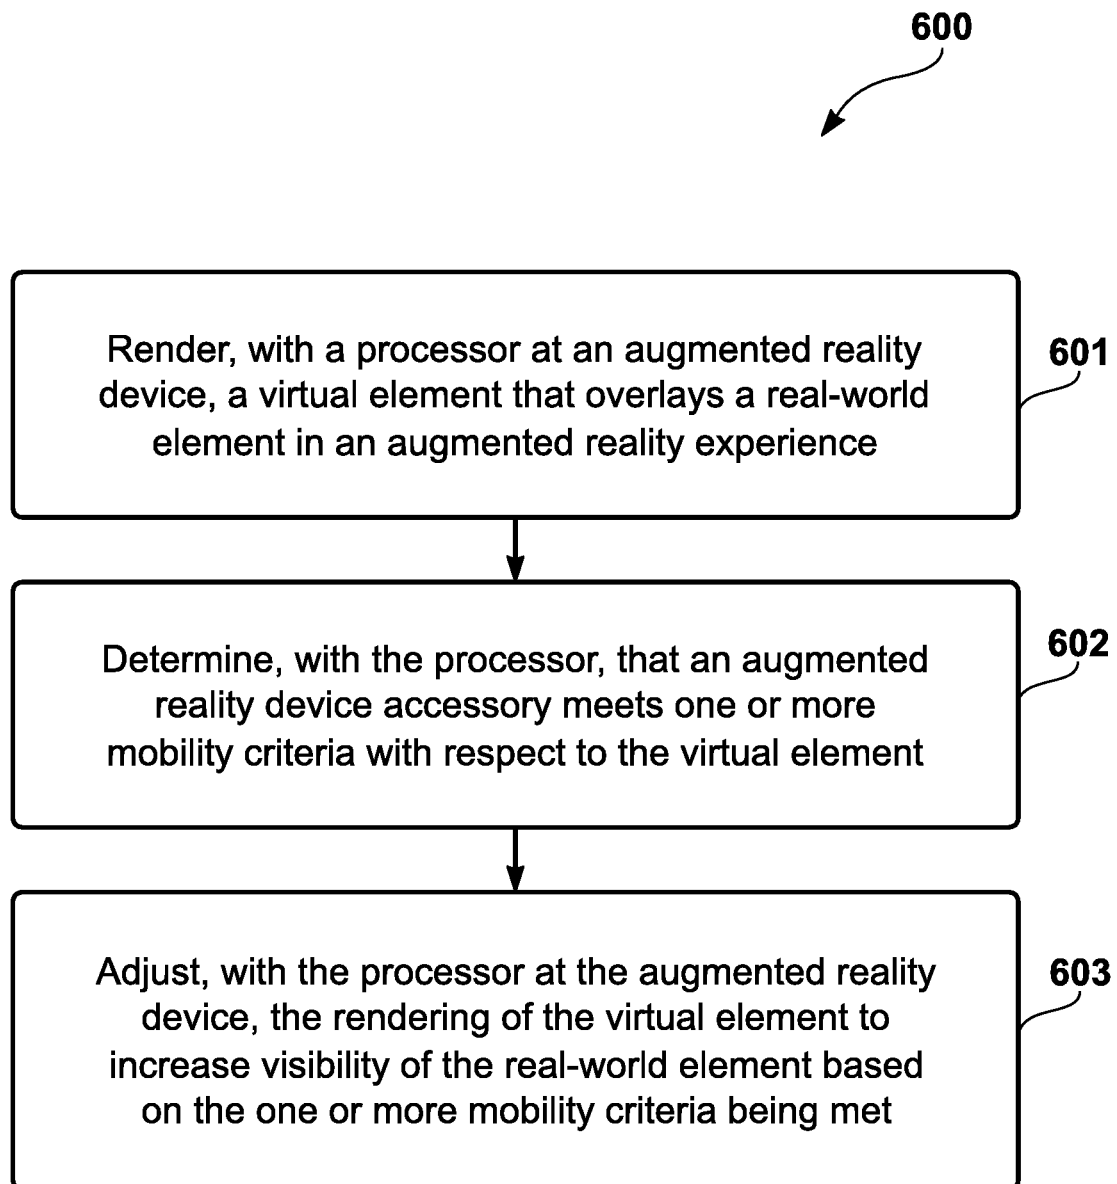 600
Render, with a processor at an augmented reality
device, a virtual element that overlays a real-world
element in an augmented reality experience
601
Determine, with the processor, that an augmented
reality device accessory meets one or more
mobility criteria with respect to the virtual element
602
Adjust, with the processor at the augmented reality
device, the rendering of the virtual element to
increase visibility of the real-world element based
on the one or more mobility criteria being met
603